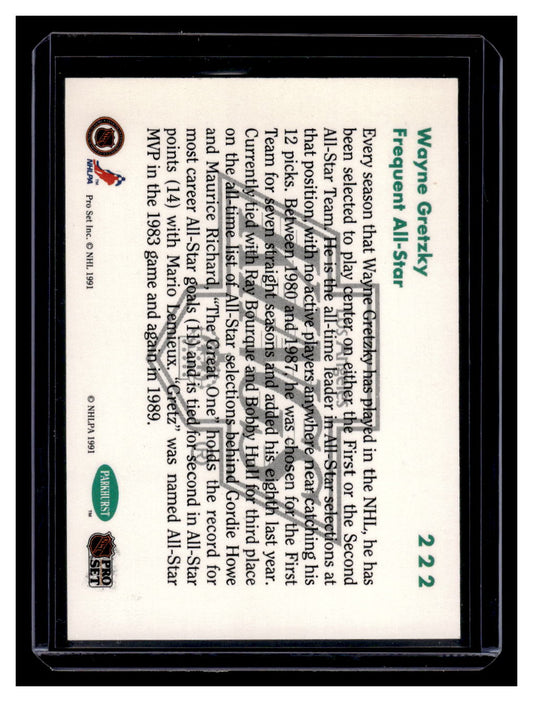 Wayne Gretzky
Frequent All-Star
222
Every season that Wayne Gretzky has played in the NHL, he has
been selected to play center on either the First or the Second
All-Star Team. He is the all-time leader in All-Star selections at
that position, with no active players anywhere near catching his
12 picks. Between 1980 and 1987, he was chosen for the First
Team for seven straight seasons and added his eighth last year.
Currently tied with Ray Bourque and Bobby Hull for third place
on the all-time list of All-Star selections behind Gordie Howe
and Maurice Richard, "The Great One" holds the record for
most career All-Star goals (11) and is tied for second in All-Star
points (14) with Mario Lemieux. "Gretz" was named All-Star
MVP in the 1983 game and again in 1989.
Los Angeles
KINGS
®
NHL
NHLPA
™
Pro Set Inc. © NHL 1991
© NHLPA 1991
PARKHURST
™
NHL
PRO
SET